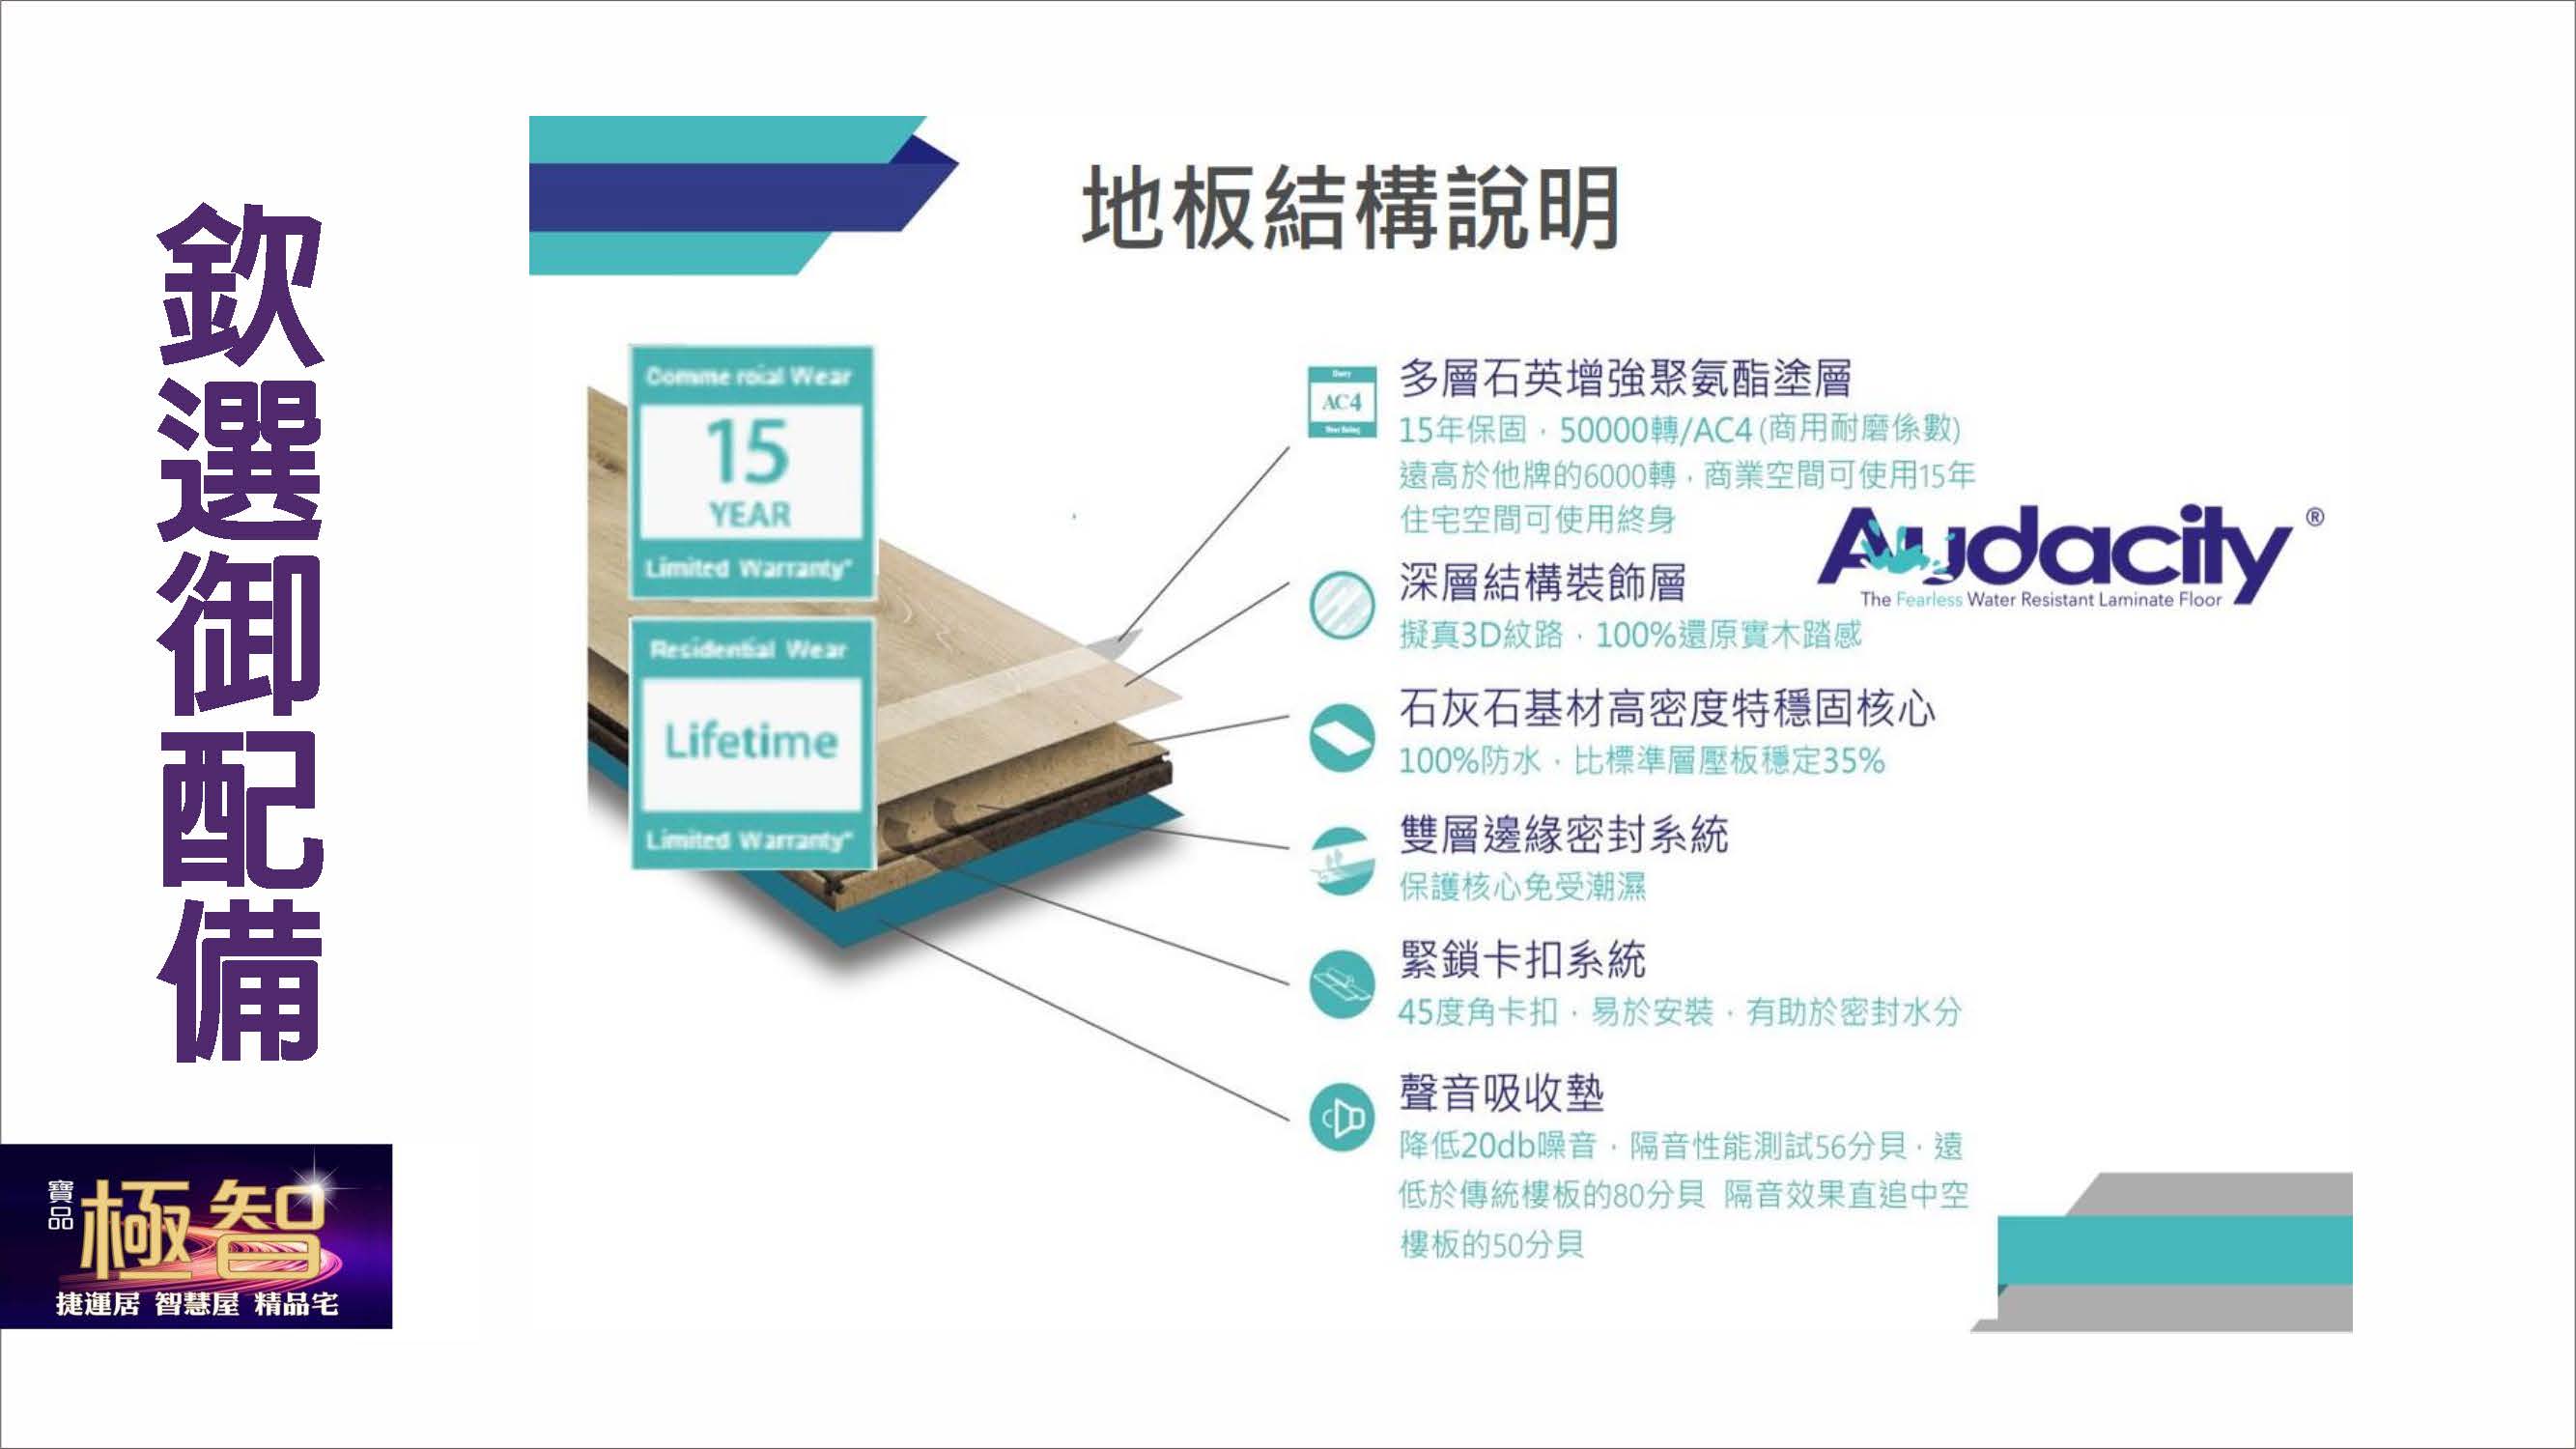 欽選御配備
地板結構說明
Commercial Wear
15
YEAR
Limited Warranty*
Residential Wear
Lifetime
Limited Warranty*
AC4
多層石英增強聚氨酯塗層
15年保固，50000轉/AC4(商用耐磨係數)
遠高於他牌的6000轉，商業空間可使用15年
住宅空間可使用終身
Audacity®
The Fearless Water Resistant Laminate Floor
深層結構裝飾層
擬真3D紋路，100%還原實木踏感
石灰石基材高密度特穩固核心
100%防水，比標準層壓板穩定35%
雙層邊緣密封系統
保護核心免受潮濕
緊鎖卡扣系統
45度角卡扣，易於安裝，有助於密封水分
聲音吸收墊
降低20db噪音，隔音性能測試56分貝，遠
低於傳統樓板的80分貝 隔音效果直追中空
樓板的50分貝
寶品
極智
捷運居 智慧屋 精品宅